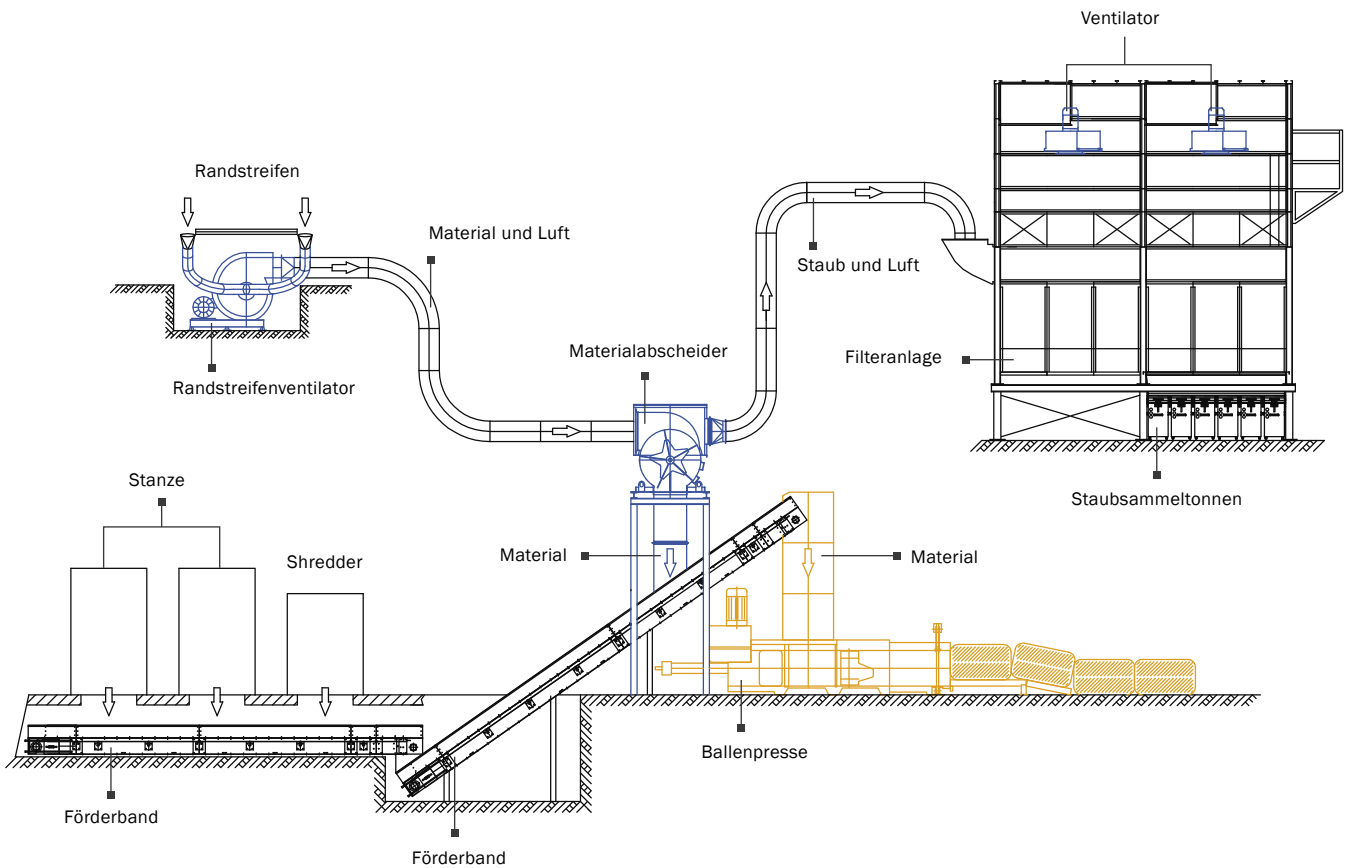 Ventilator
Randstreifen
Material und Luft
Staub und Luft
Materialabscheider
Filteranlage
Randstreifenventilator
Stanze
Staubsammeltonnen
Shredder
Material
Material
Ballenpresse
Förderband
Förderband